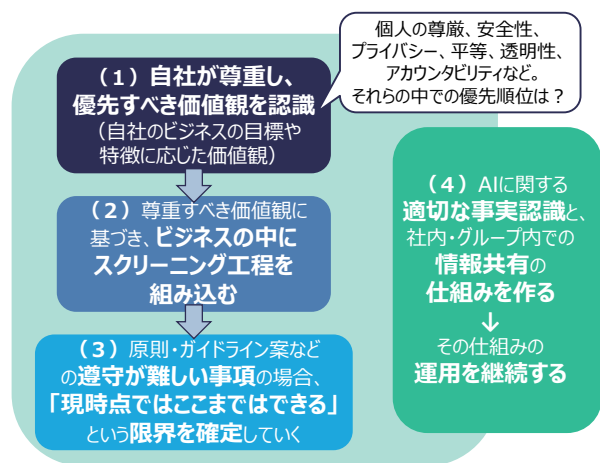 個人の尊厳、安全性、
プライバシー、平等、透明性、
アカウンタビリティなど。
それらの中での優先順位は？
（１）自社が尊重し、
優先すべき価値観を認識
（自社のビジネスの目標や
特徴に応じた価値観）
（２）尊重すべき価値観に
基づき、ビジネスの中に
スクリーニング工程を
組み込む
（３）原則・ガイドライン案など
の遵守が難しい事項の場合、
「現時点ではここまではできる」
という限界を確定していく
（４）AIに関する
適切な事実認識と、
社内・グループ内での
情報共有の
仕組みを作る
↓
その仕組みの
運用を継続する